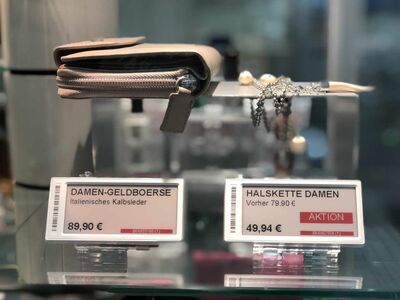 DAMEN-GELDBOERSE
Italienisches Kalbsleder
89,90 €
HALSKETTE DAMEN
Vorher 79.90 €
AKTION
49,94 €